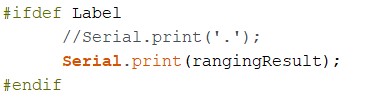 #ifdef Label
//Serial.print('.');
Serial.print(rangingResult);
#endif